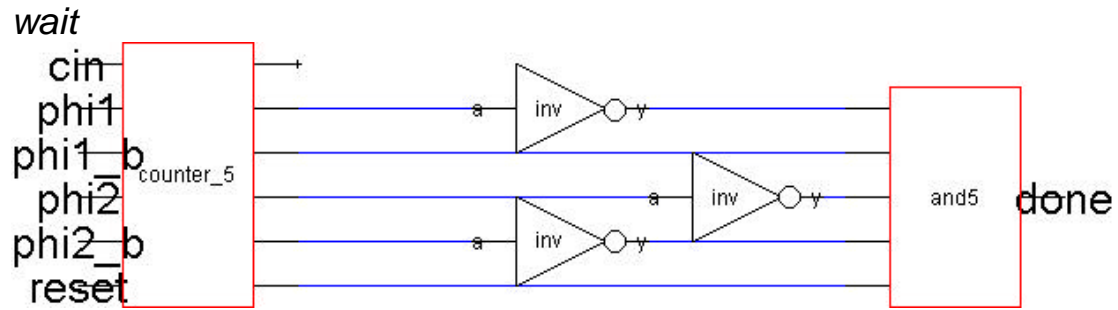 wait
cin
phi1 a inv y
phi1_b
counter_5
phi2 a inv y and5 done
phi2_b a inv y
reset